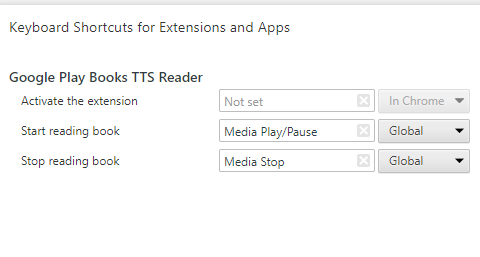 Keyboard Shortcuts for Extensions and Apps
Google Play Books TTS Reader
Activate the extension Not set In Chrome
Start reading book Media Play/Pause Global
Stop reading book Media Stop Global